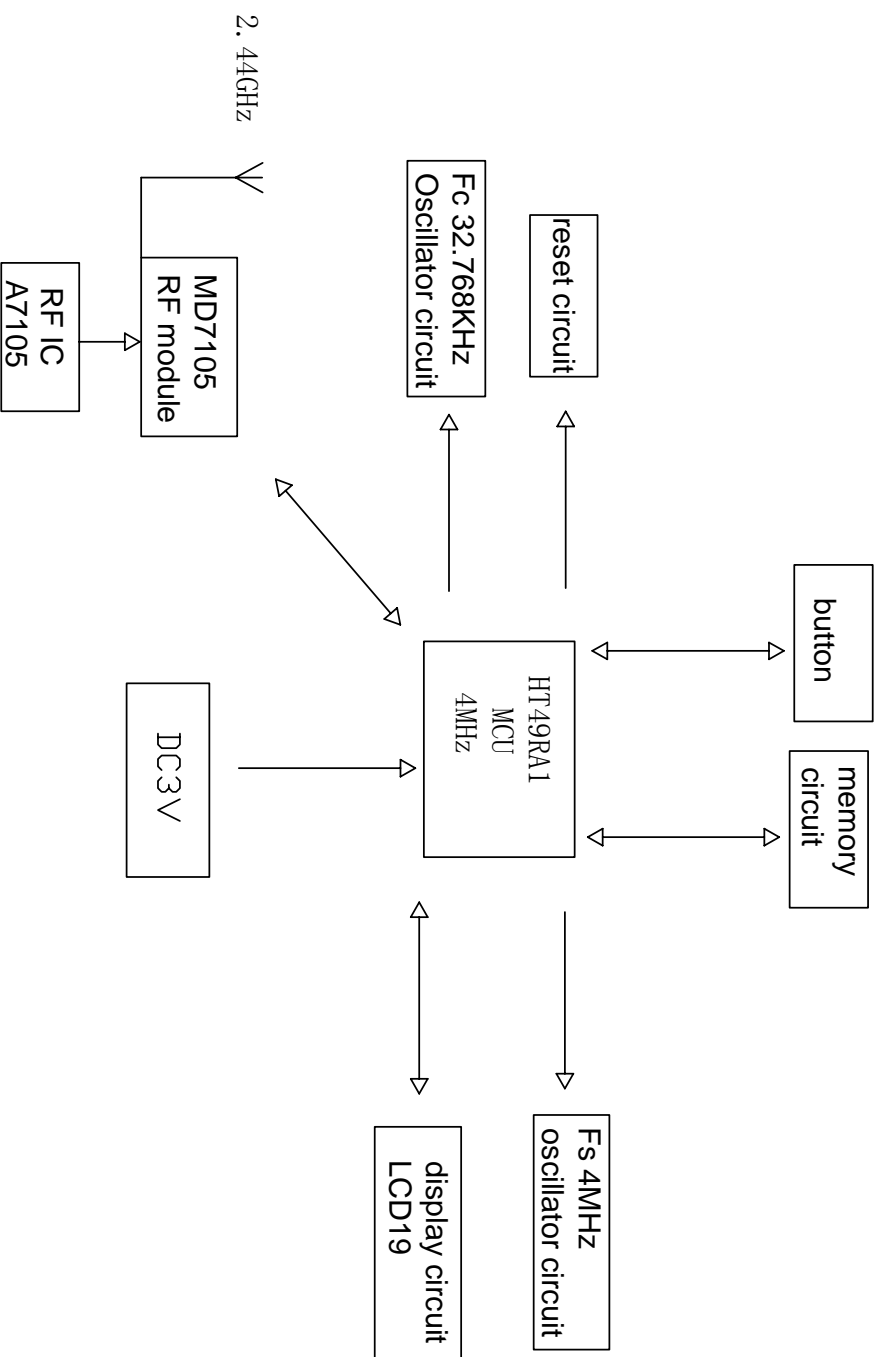 button
memory
circuit
reset circuit
HT49RA1
MCU
4MHz
Fs 4MHz
oscillator circuit
Fc 32.768KHz
Oscillator circuit
display circuit
LCD19
2.44GHz
MD7105
RF module
DC3V
RF IC
A7105